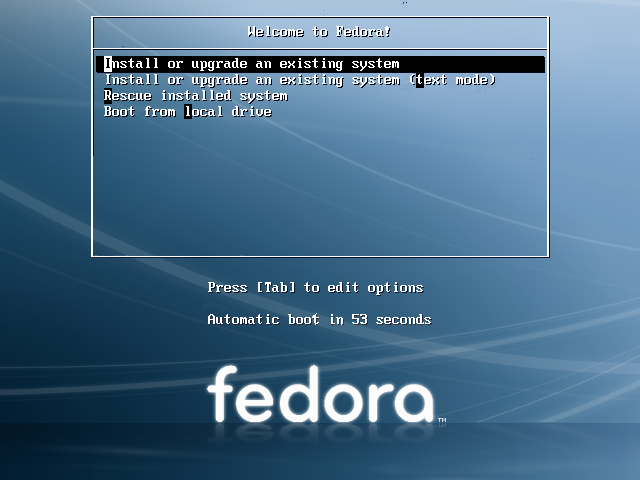 Welcome to Fedora!
Install or upgrade an existing system
Install or upgrade an existing system (text mode)
Rescue installed system
Boot from local drive
Press [Tab] to edit options
Automatic boot in 53 seconds
fedora™